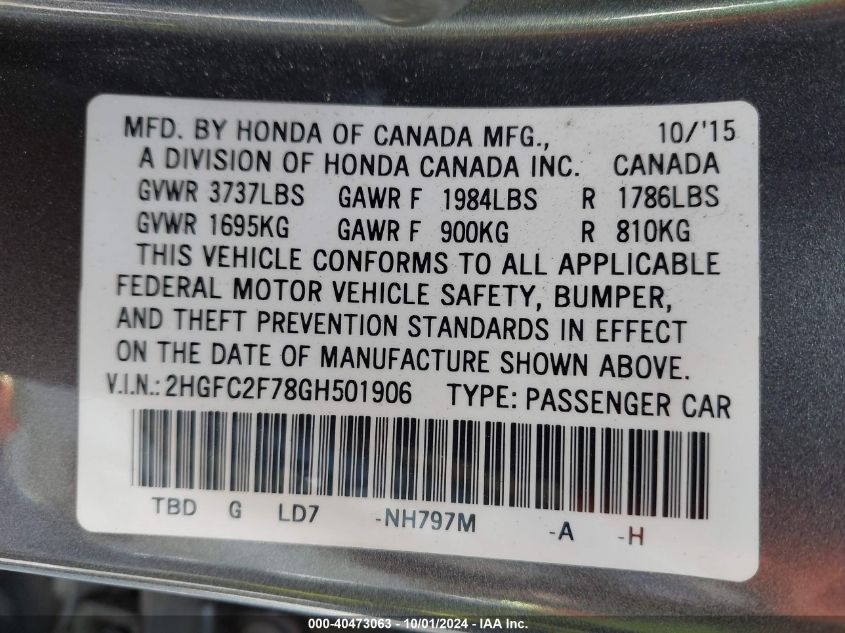 MFD. BY HONDA OF CANADA MFG., 10/'15
A DIVISION OF HONDA CANADA INC. CANADA
GVWR 3737LBS GAWR F 1984LBS R 1786LBS
GVWR 1695KG GAWR F 900KG R 810KG
THIS VEHICLE CONFORMS TO ALL APPLICABLE
FEDERAL MOTOR VEHICLE SAFETY, BUMPER,
AND THEFT PREVENTION STANDARDS IN EFFECT
ON THE DATE OF MANUFACTURE SHOWN ABOVE.
V.I.N.: 2HGFC2F78GH501906 TYPE: PASSENGER CAR
TBD G LD7 -NH797M -A -H
000-40473063 - 10/01/2024 - 1A - US - E.